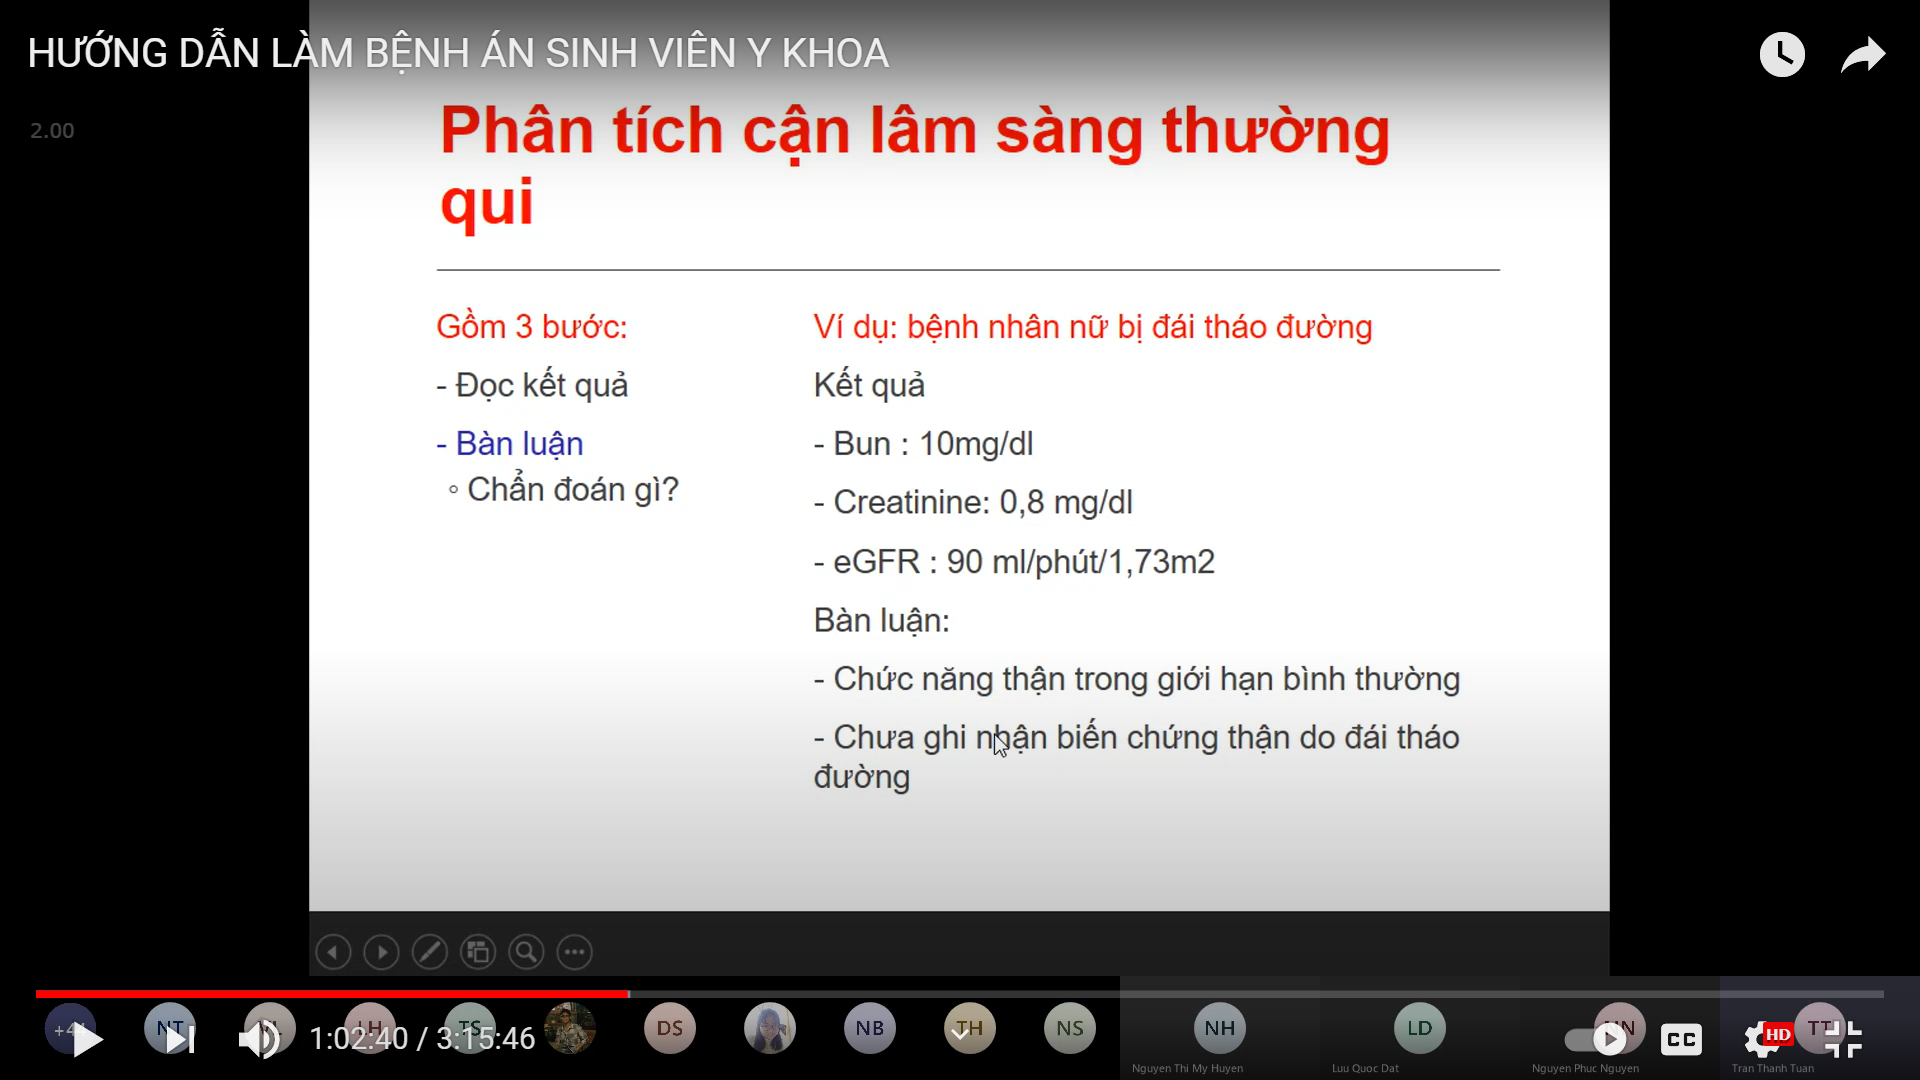 HƯỚNG DẪN LÀM BỆNH ÁN SINH VIÊN Y KHOA
2.00
Phân tích cận lâm sàng thường
qui
Gồm 3 bước:
- Đọc kết quả
- Bàn luận
◦ Chẩn đoán gì?
Ví dụ: bệnh nhân nữ bị đái tháo đường
Kết quả
- Bun : 10mg/dl
- Creatinine: 0,8 mg/dl
- eGFR : 90 ml/phút/1,73m2
Bàn luận:
- Chức năng thận trong giới hạn bình thường
- Chưa ghi nhận biến chứng thận do đái tháo
đường
NT
LH
TS
DS
NB
TH
NS
NH
LD
TT
1:02:40 / 3:15:46
CC
HD
Nguyen Thi My Huyen
Luu Quoc Dat
Nguyen Phuc Nguyen
Tran Thanh Tuan